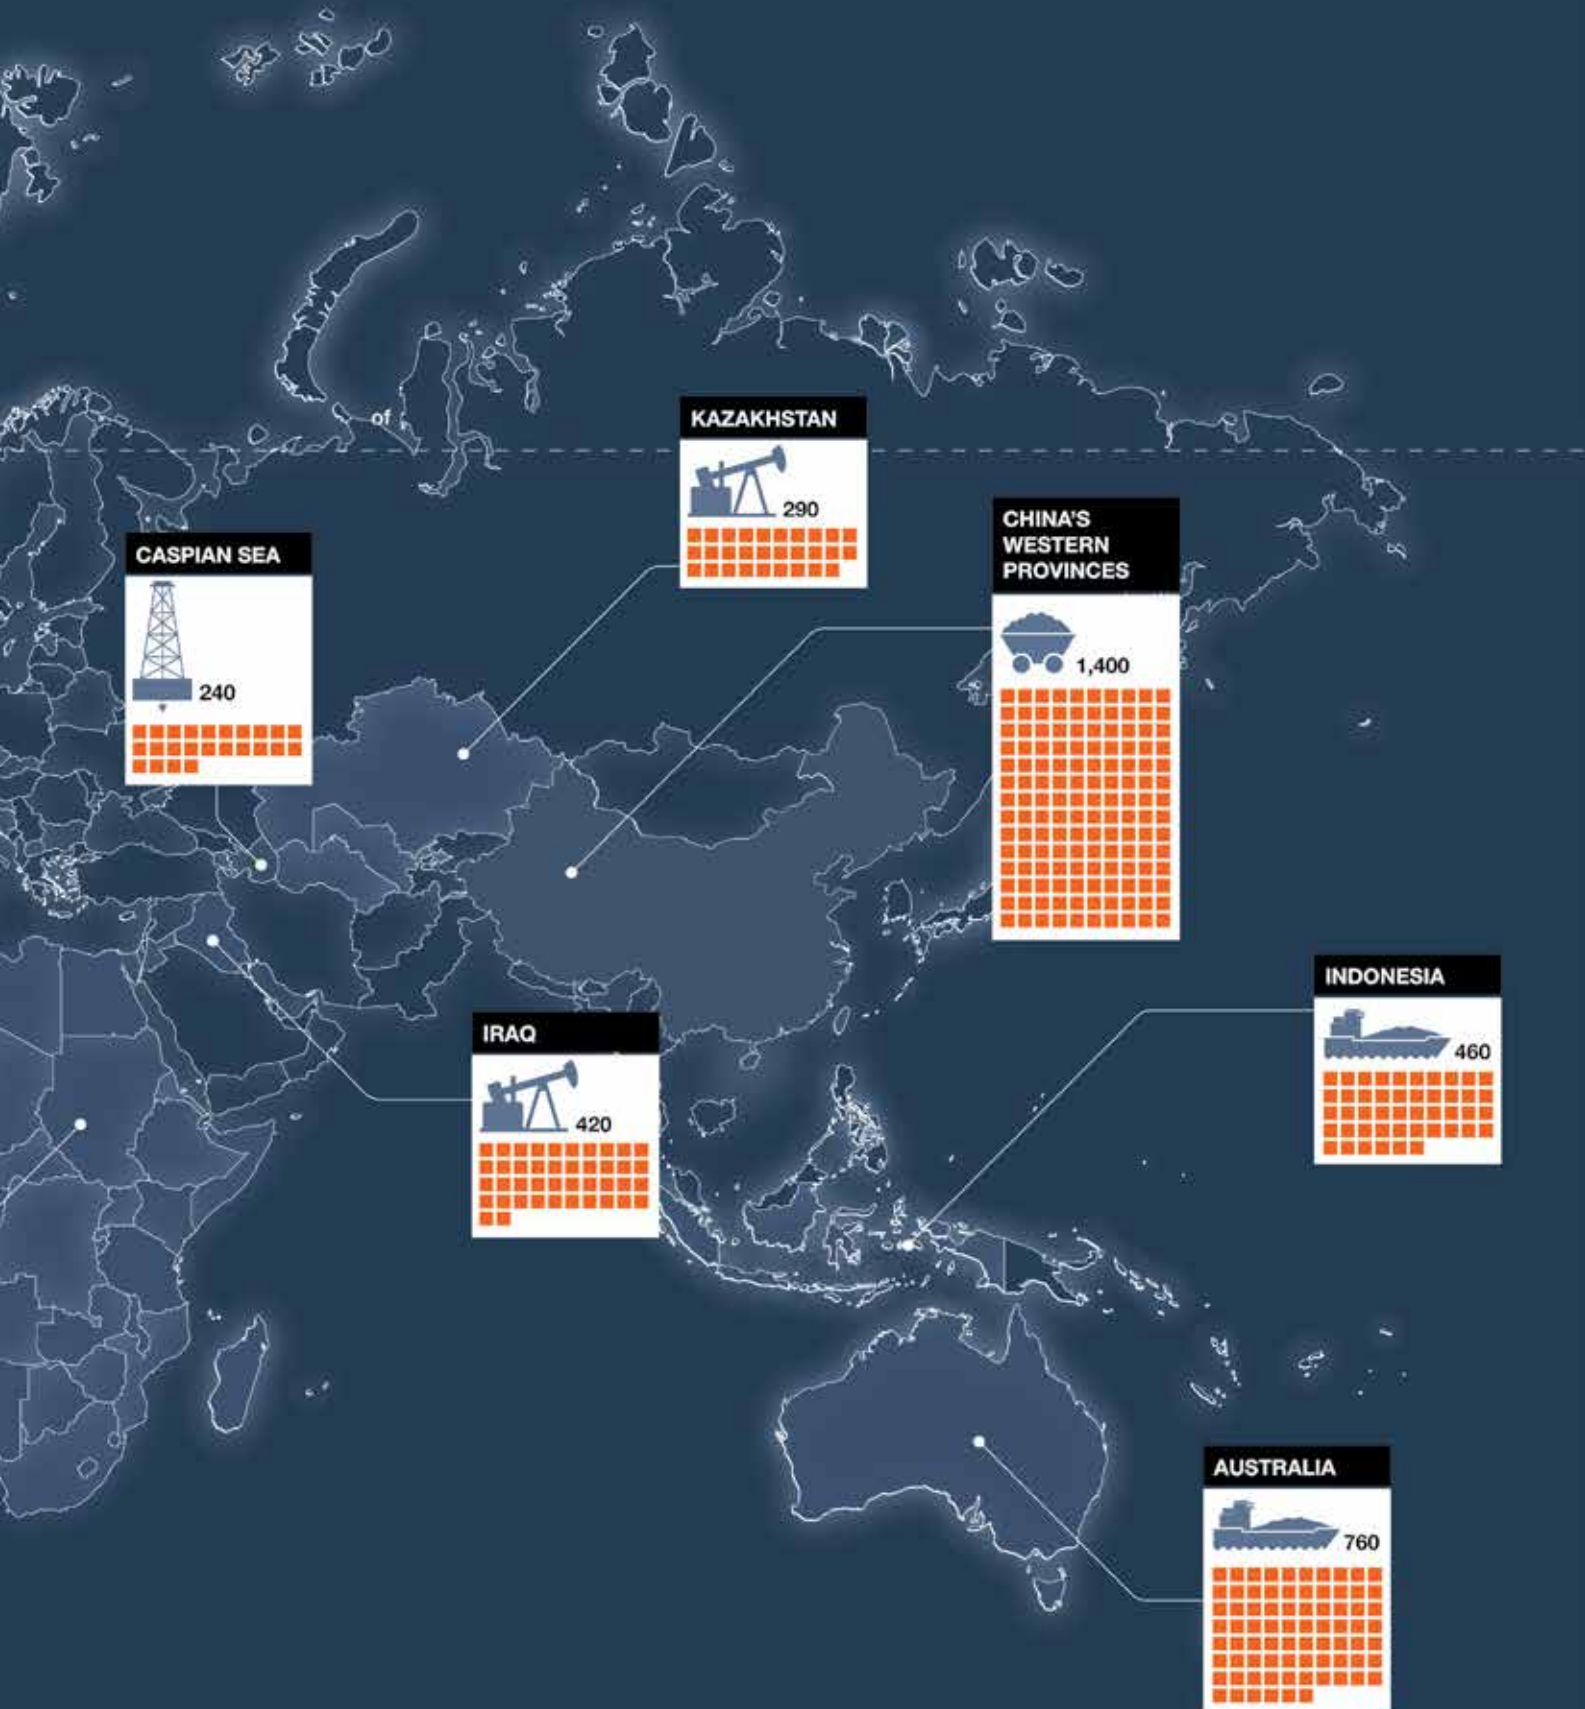 of
KAZAKHSTAN
290
CHINA'S
WESTERN
PROVINCES
1,400
CASPIAN SEA
240
INDONESIA
460
IRAQ
420
AUSTRALIA
760